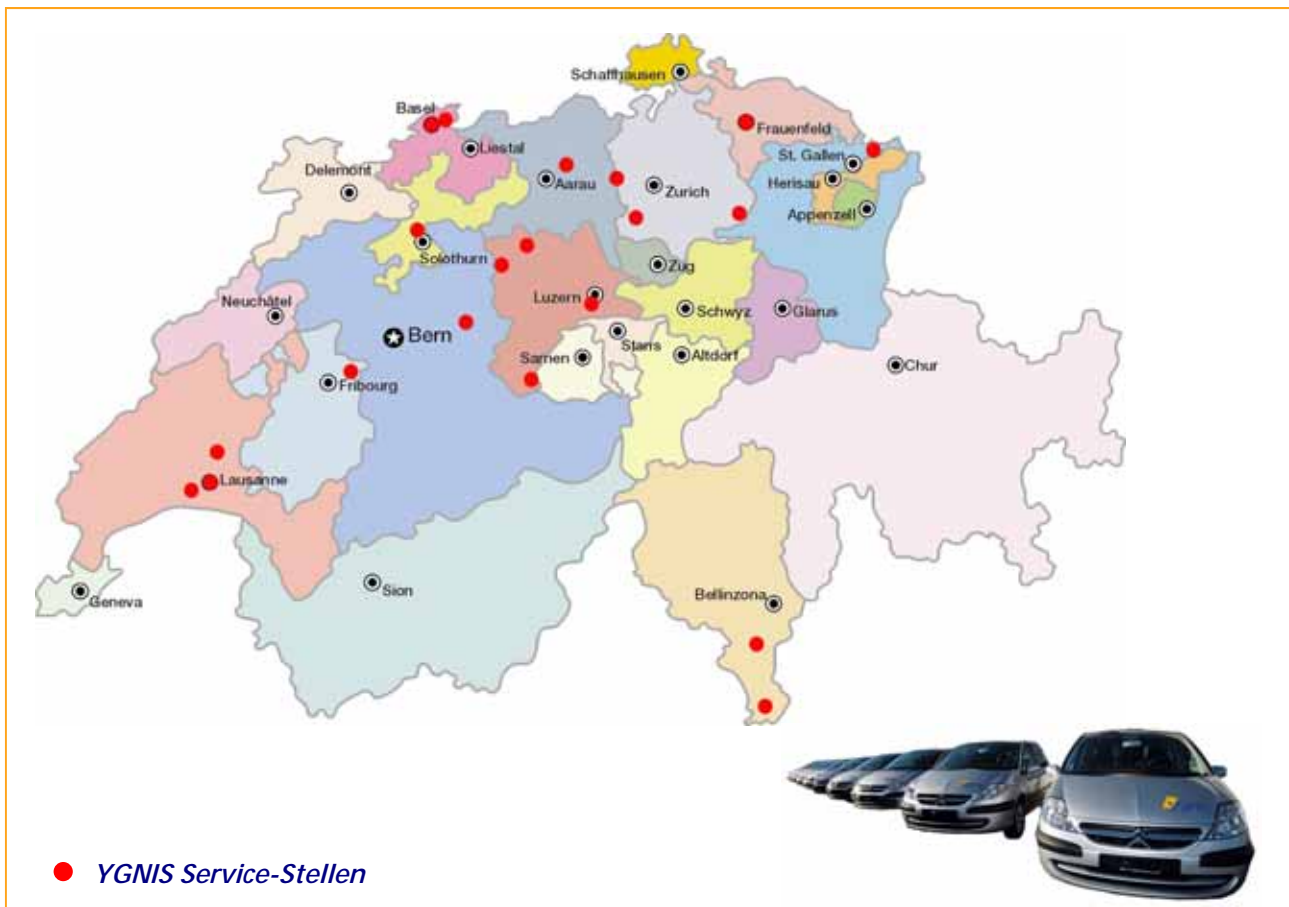 Schaffhausen
Basel
Frauenfeld
Liestal
St. Gallen
Delemont
Aarau
Zurich
Herisau
Appenzell
Solothurn
Zug
Neuchâtel
Luzern
Schwyz
Glarus
Bern
Stans
Sarnen
Altdorf
Chur
Fribourg
Lausanne
Sion
Bellinzona
Geneva
YGNIS Service-Stellen